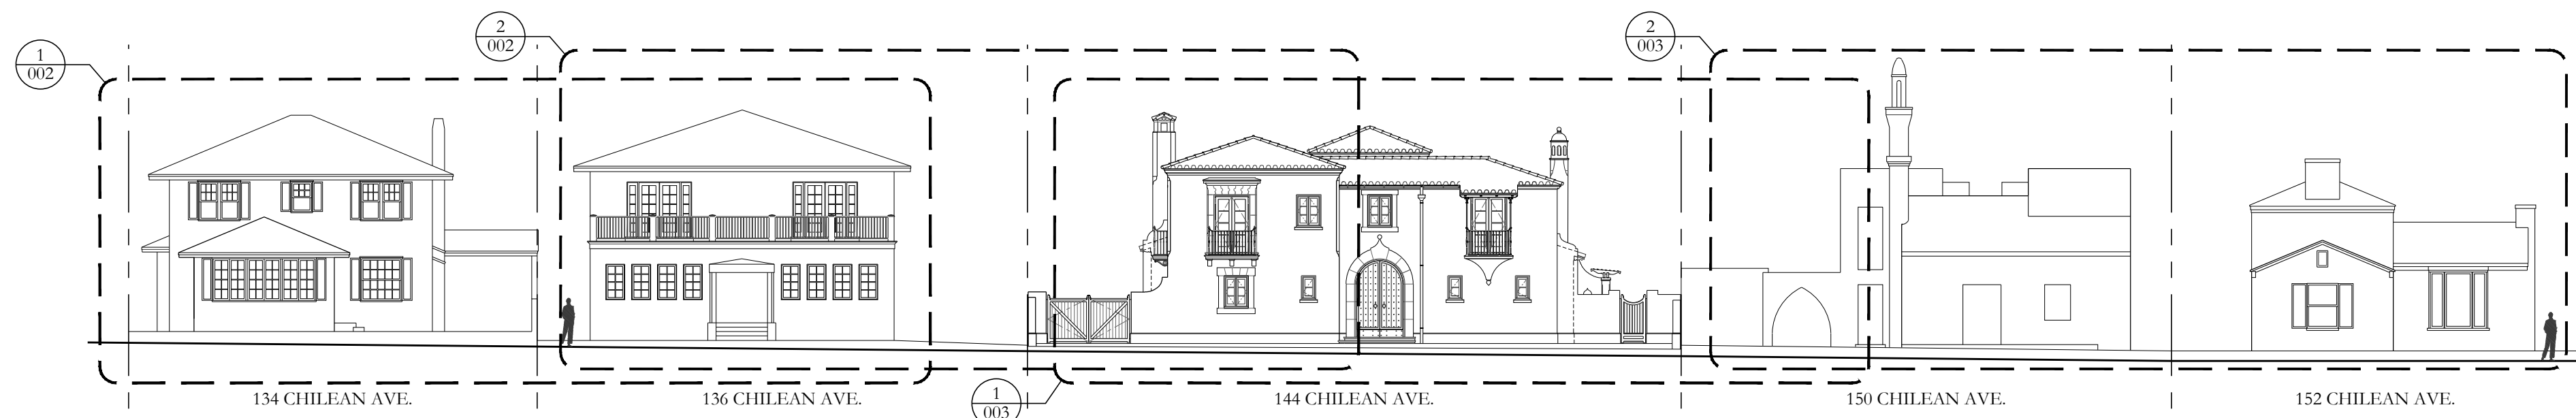 1
002
2
002
2
003
1
003
134 CHILEAN AVE.
136 CHILEAN AVE.
144 CHILEAN AVE.
150 CHILEAN AVE.
152 CHILEAN AVE.